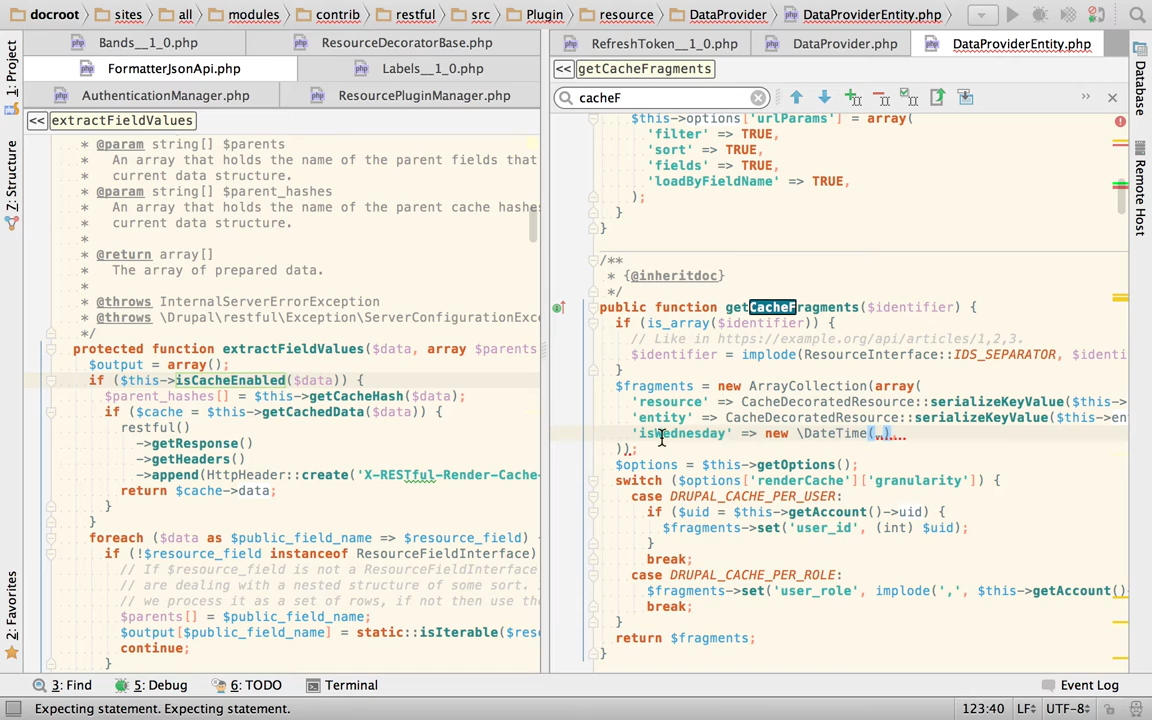 docroot sites all modules contrib restful src Plugin resource DataProvider DataProviderEntity.php
1: Project
Z: Structure
2: Favorites
Bands__1_0.php ResourceDecoratorBase.php
FormatterJsonApi.php Labels__1_0.php
AuthenticationManager.php ResourcePluginManager.php
<< extractFieldValues
* @param string[] $parents
*   An array that holds the name of the parent fields that
*   current data structure.
* @param string[] $parent_hashes
*   An array that holds the name of the parent cache hashes
*   current data structure.
*
* @return array[]
*   The array of prepared data.
*
* @throws InternalServerErrorException
* @throws \Drupal\restful\Exception\ServerConfigurationExce
*/
protected function extractFieldValues($data, array $parents
$output = array();
if ($this->isCacheEnabled($data)) {
$parent_hashes[] = $this->getCacheHash($data);
if ($cache = $this->getCachedData($data)) {
restful()
->getResponse()
->getHeaders()
->append(HttpHeader::create('X-RESTful-Render-Cache-
return $cache->data;
}
}
foreach ($data as $public_field_name => $resource_field) {
if (!$resource_field instanceof ResourceFieldInterface)
// If $resource_field is not a ResourceFieldInterface
// are dealing with a nested structure of some sort.
// we process it as a set of rows, if not then use the
$parents[] = $public_field_name;
$output[$public_field_name] = static::isIterable($reso
continue;
}
RefreshToken__1_0.php DataProvider.php DataProviderEntity.php
<< getCacheFragments
cacheF
$this->options['urlParams'] = array(
'filter' => TRUE,
'sort' => TRUE,
'fields' => TRUE,
'loadByFieldName' => TRUE,
);
}
}
/**
* {@inheritdoc}
*/
public function getCacheFragments($identifier) {
if (is_array($identifier)) {
// Like in https://example.org/api/articles/1,2,3.
$identifier = implode(ResourceInterface::IDS_SEPARATOR, $identi
}
$fragments = new ArrayCollection(array(
'resource' => CacheDecoratedResource::serializeKeyValue($this->
'entity' => CacheDecoratedResource::serializeKeyValue($this->en
'isWednesday' => new \DateTime(,),
));
$options = $this->getOptions();
switch ($options['renderCache']['granularity']) {
case DRUPAL_CACHE_PER_USER:
if ($uid = $this->getAccount()->uid) {
$fragments->set('user_id', (int) $uid);
}
break;
case DRUPAL_CACHE_PER_ROLE:
$fragments->set('user_role', implode(',', $this->getAccount()
break;
}
return $fragments;
}
Database
Remote Host
3: Find 5: Debug 6: TODO Terminal Event Log
Expecting statement. Expecting statement. 123:40 LF UTF-8